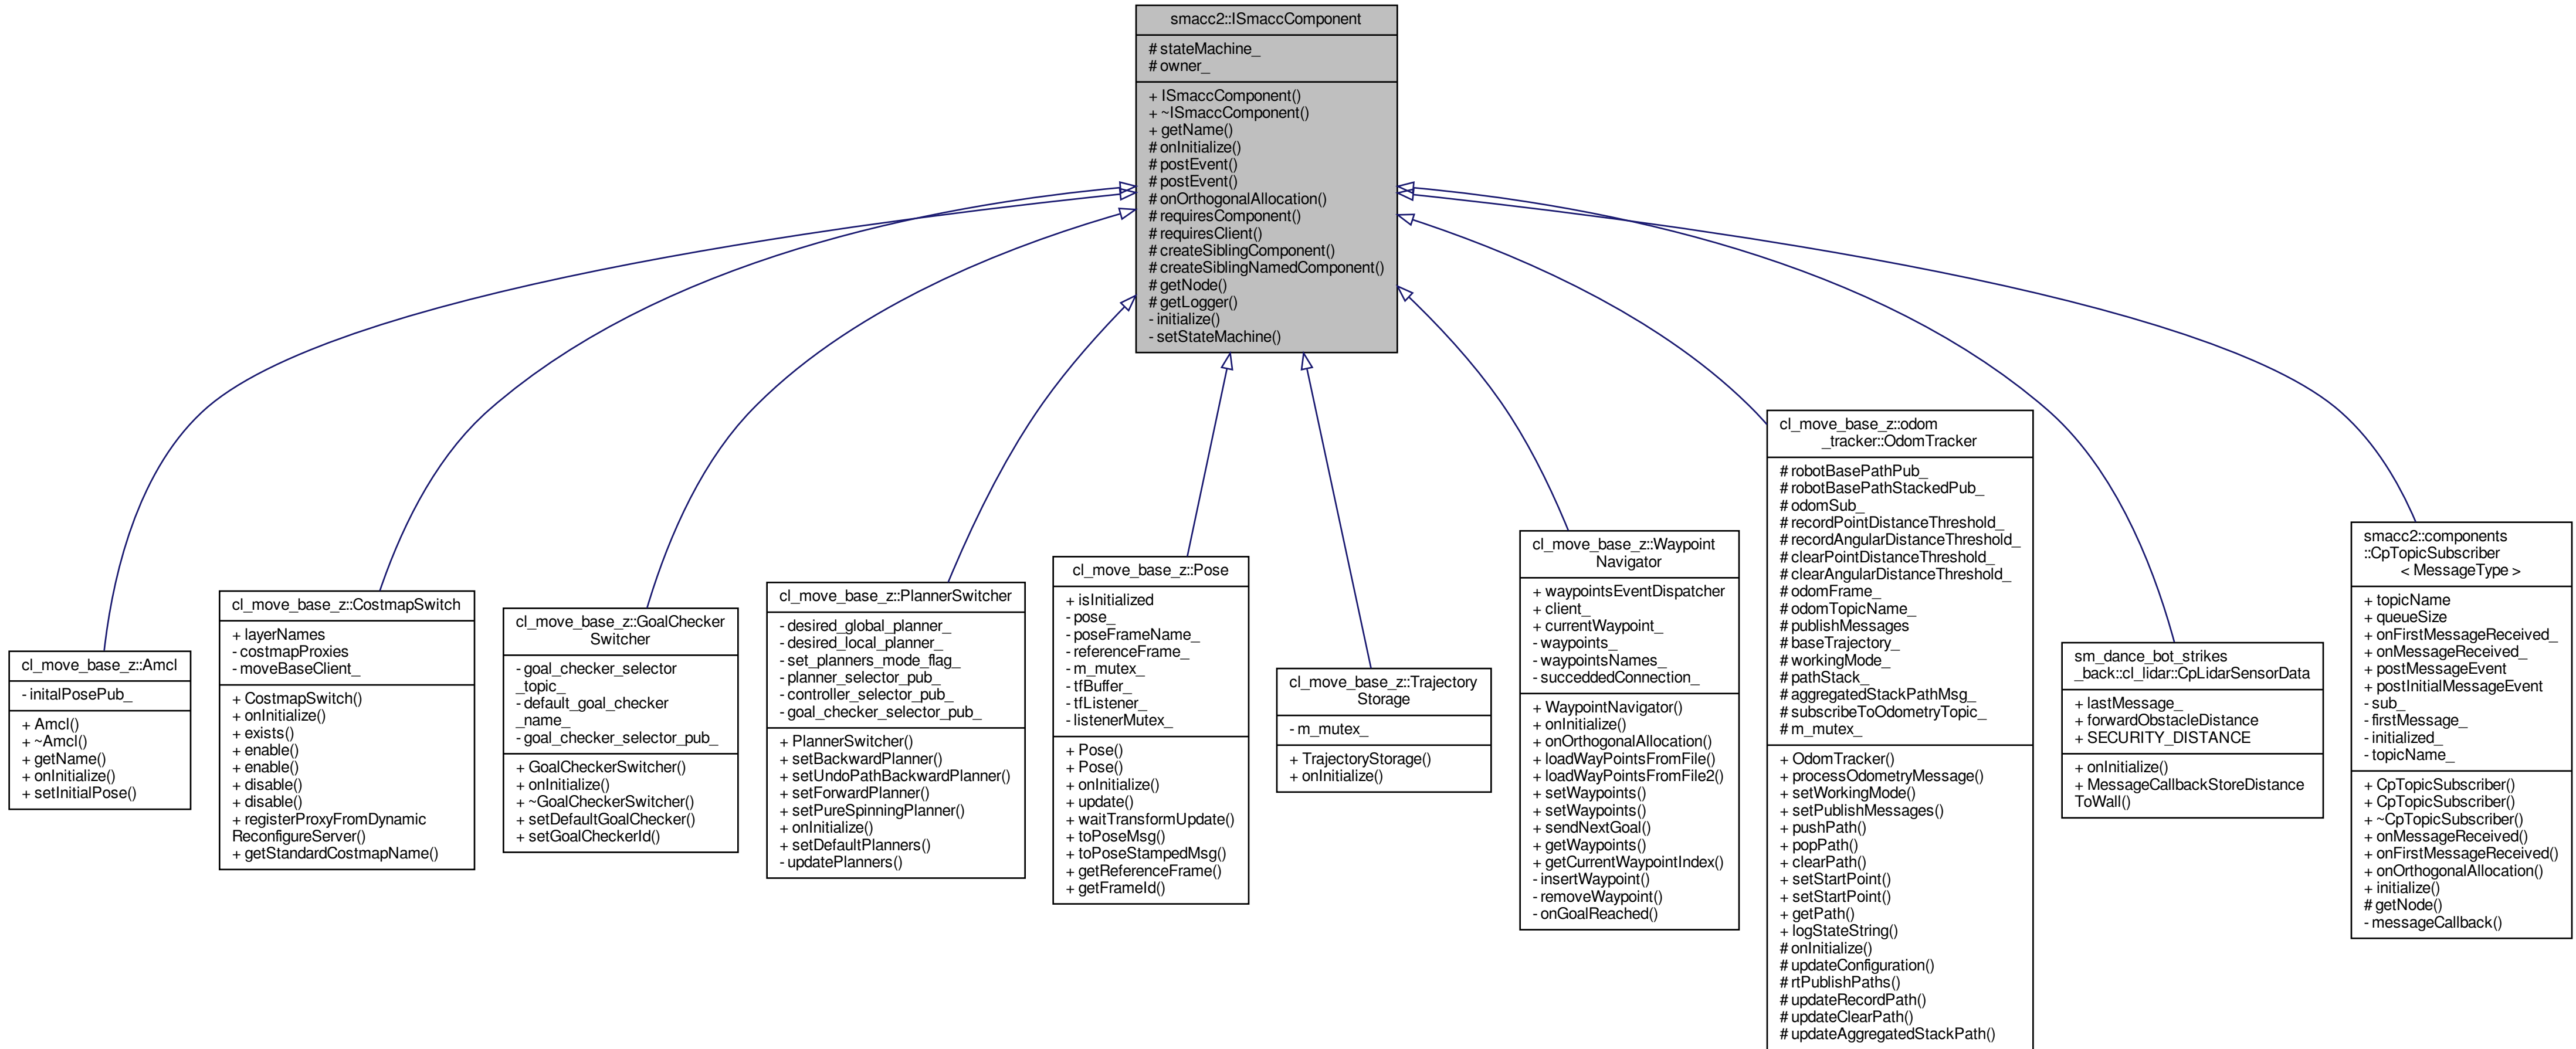 smacc2::ISmaccComponent
# stateMachine_
# owner_
+ ISmaccComponent()
+ ~ISmaccComponent()
+ getName()
# onInitialize()
# postEvent()
# postEvent()
# onOrthogonalAllocation()
# requiresComponent()
# requiresClient()
# createSiblingComponent()
# createSiblingNamedComponent()
# getNode()
# getLogger()
- initialize()
- setStateMachine()
cl_move_base_z::Amcl
- initalPosePub_
+ Amcl()
+ ~Amcl()
+ getName()
+ onInitialize()
+ setInitialPose()
cl_move_base_z::CostmapSwitch
+ layerNames
- costmapProxies
- moveBaseClient_
+ CostmapSwitch()
+ onInitialize()
+ exists()
+ enable()
+ enable()
+ disable()
+ disable()
+ registerProxyFromDynamic
ReconfigureServer()
+ getStandardCostmapName()
cl_move_base_z::GoalChecker
Switcher
- goal_checker_selector
_topic_
- default_goal_checker
_name_
- goal_checker_selector_pub_
+ GoalCheckerSwitcher()
+ onInitialize()
+ ~GoalCheckerSwitcher()
+ setDefaultGoalChecker()
+ setGoalCheckerId()
cl_move_base_z::PlannerSwitcher
- desired_global_planner_
- desired_local_planner_
- set_planners_mode_flag_
- planner_selector_pub_
- controller_selector_pub_
- goal_checker_selector_pub_
+ PlannerSwitcher()
+ setBackwardPlanner()
+ setUndoPathBackwardPlanner()
+ setForwardPlanner()
+ setPureSpinningPlanner()
+ onInitialize()
+ setDefaultPlanners()
- updatePlanners()
cl_move_base_z::Pose
+ isInitialized
- pose_
- poseFrameName_
- referenceFrame_
- m_mutex_
- tfBuffer_
- tfListener_
- listenerMutex_
+ Pose()
+ Pose()
+ onInitialize()
+ update()
+ waitTransformUpdate()
+ toPoseMsg()
+ toPoseStampedMsg()
+ getReferenceFrame()
+ getFrameId()
cl_move_base_z::Trajectory
Storage
- m_mutex_
+ TrajectoryStorage()
+ onInitialize()
cl_move_base_z::Waypoint
Navigator
+ waypointsEventDispatcher
+ client_
+ currentWaypoint_
- waypoints_
- waypointsNames_
- succeddedConnection_
+ WaypointNavigator()
+ onInitialize()
+ onOrthogonalAllocation()
+ loadWayPointsFromFile()
+ loadWayPointsFromFile2()
+ setWaypoints()
+ setWaypoints()
+ sendNextGoal()
+ getWaypoints()
+ getCurrentWaypointIndex()
- insertWaypoint()
- removeWaypoint()
- onGoalReached()
cl_move_base_z::odom
_tracker::OdomTracker
# robotBasePathPub_
# robotBasePathStackedPub_
# odomSub_
# recordPointDistanceThreshold_
# recordAngularDistanceThreshold_
# clearPointDistanceThreshold_
# clearAngularDistanceThreshold_
# odomFrame_
# odomTopicName_
# publishMessages
# baseTrajectory_
# workingMode_
# pathStack_
# aggregatedStackPathMsg_
# subscribeToOdometryTopic_
# m_mutex_
+ OdomTracker()
+ processOdometryMessage()
+ setWorkingMode()
+ setPublishMessages()
+ pushPath()
+ popPath()
+ clearPath()
+ setStartPoint()
+ setStartPoint()
+ getPath()
+ logStateString()
# onInitialize()
# updateConfiguration()
# rtPublishPaths()
# updateRecordPath()
# updateClearPath()
# updateAggregatedStackPath()
sm_dance_bot_strikes
_back::cl_lidar::CpLidarSensorData
+ lastMessage_
+ forwardObstacleDistance
+ SECURITY_DISTANCE
+ onInitialize()
+ MessageCallbackStoreDistance
ToWall()
smacc2::components
::CpTopicSubscriber
< MessageType >
+ topicName
+ queueSize
+ onFirstMessageReceived_
+ onMessageReceived_
+ postMessageEvent
+ postInitialMessageEvent
- sub_
- firstMessage_
- initialized_
- topicName_
+ CpTopicSubscriber()
+ CpTopicSubscriber()
+ ~CpTopicSubscriber()
+ onMessageReceived()
+ onFirstMessageReceived()
+ onOrthogonalAllocation()
+ initialize()
# getNode()
- messageCallback()